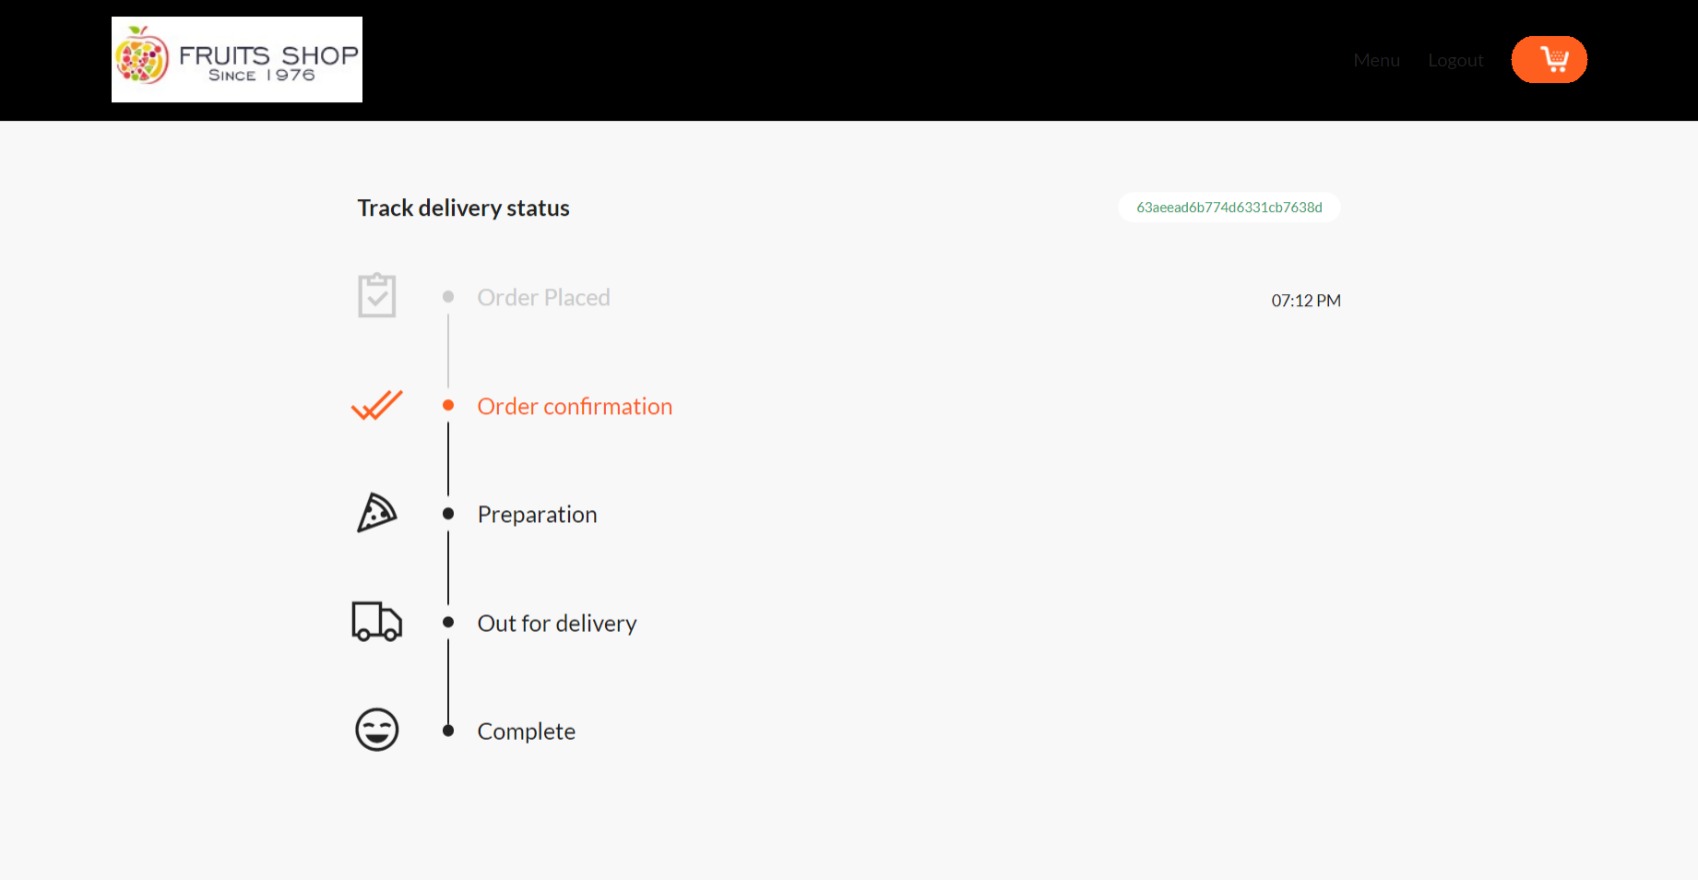 FRUITS SHOP
SINCE 1976
Menu Logout
Track delivery status
63aeead6b774d6331cb7638d
Order Placed
07:12 PM
Order confirmation
Preparation
Out for delivery
Complete